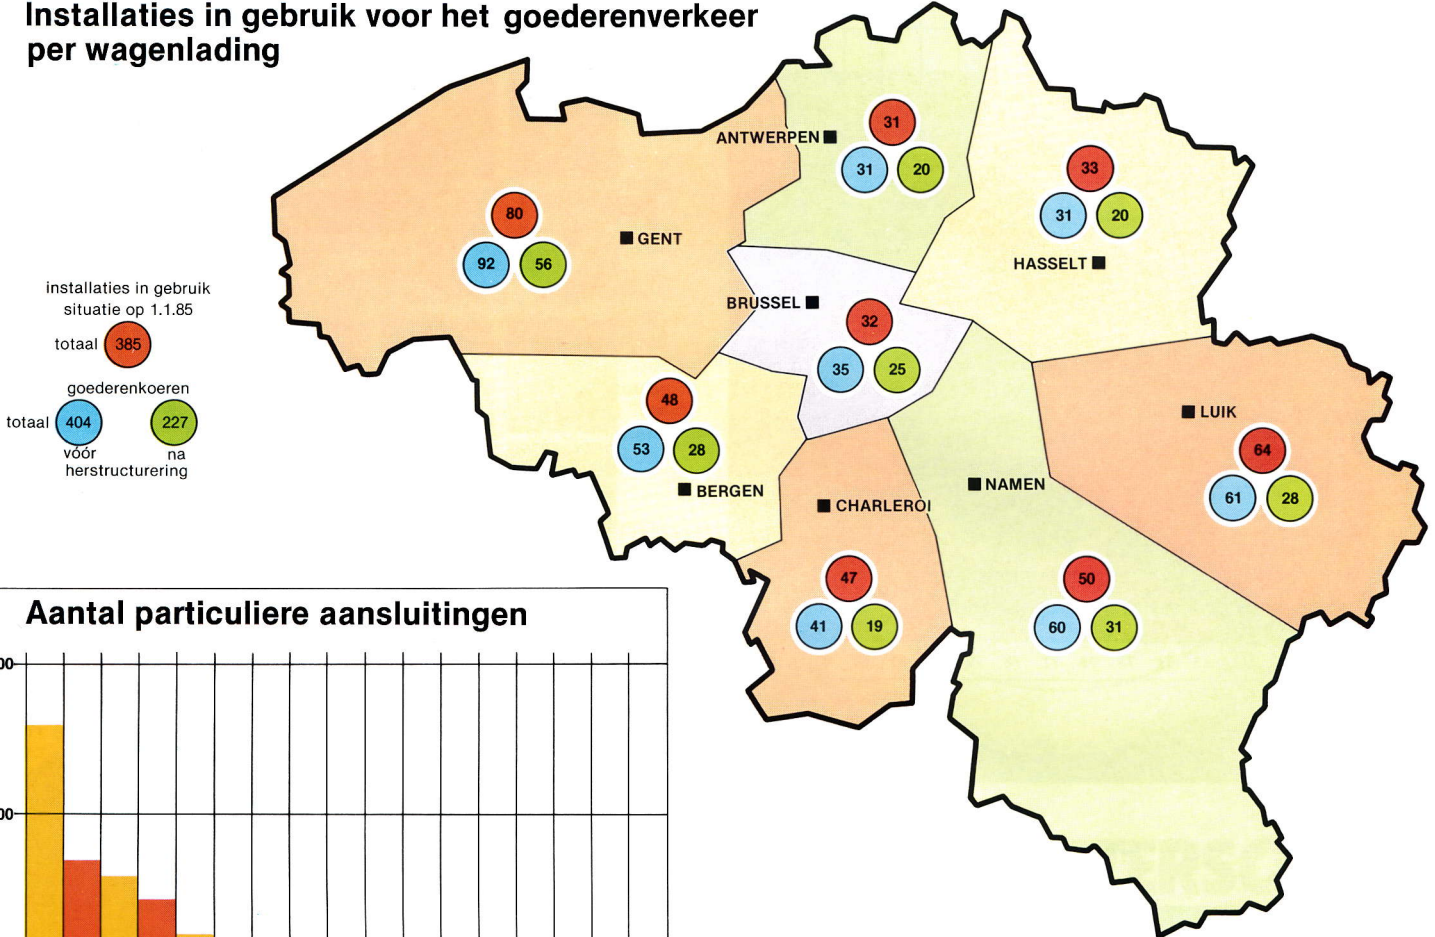 Installaties in gebruik voor het goederenverkeer
per wagenlading
ANTWERPEN
31
31
20
33
31
20
HASSELT
80
92
56
GENT
BRUSSEL
32
35
25
installaties in gebruik
situatie op 1.1.85
totaal 385
goederenkoeren
totaal 404 227
vóór na
herstructurering
48
53
28
BERGEN
LUIK
64
61
28
NAMEN
CHARLEROI
47
41
19
50
60
31
Aantal particuliere aansluitingen